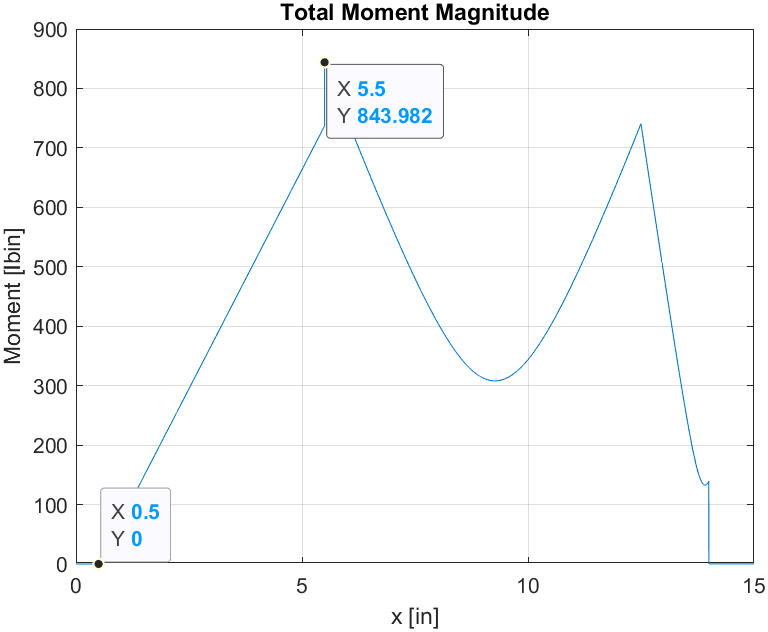 Total Moment Magnitude
900
800
700
600
500
400
300
200
100
0
Moment [lbin]
X 5.5
Y 843.982
X 0.5
Y 0
0 5 10 15
x [in]